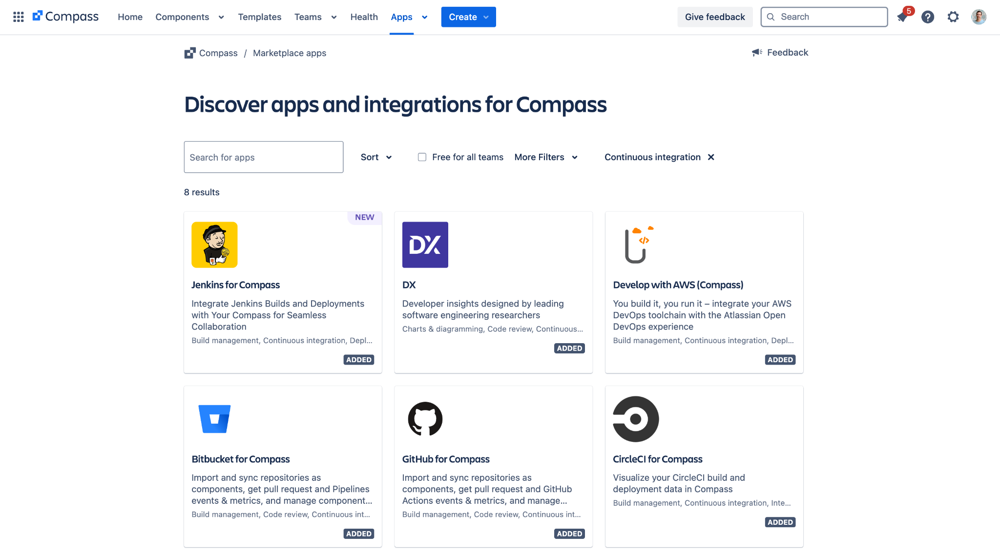 Compass
Home
Components
Templates
Teams
Health
Apps
Create
Give feedback
Search
5
Compass / Marketplace apps
Feedback
Discover apps and integrations for Compass
Search for apps
Sort
Free for all teams
More Filters
Continuous integration
8 results
NEW
Jenkins for Compass
Integrate Jenkins Builds and Deployments
with Your Compass for Seamless
Collaboration
Build management, Continuous integration, Depl...
ADDED
DX
DX
Developer insights designed by leading
software engineering researchers
Charts & diagramming, Code review, Continuous...
ADDED
Develop with AWS (Compass)
You build it, you run it – integrate your AWS
DevOps toolchain with the Atlassian Open
DevOps experience
Build management, Continuous integration, Depl...
ADDED
Bitbucket for Compass
Import and sync repositories as
components, get pull request and Pipelines
events & metrics, and manage component...
Build management, Code review, Continuous int...
ADDED
GitHub for Compass
Import and sync repositories as
components, get pull request and GitHub
Actions events & metrics, and manage...
Build management, Code review, Continuous int...
ADDED
CircleCI for Compass
Visualize your CircleCI build and
deployment data in Compass
Build management, Continuous integration, Inte...
ADDED